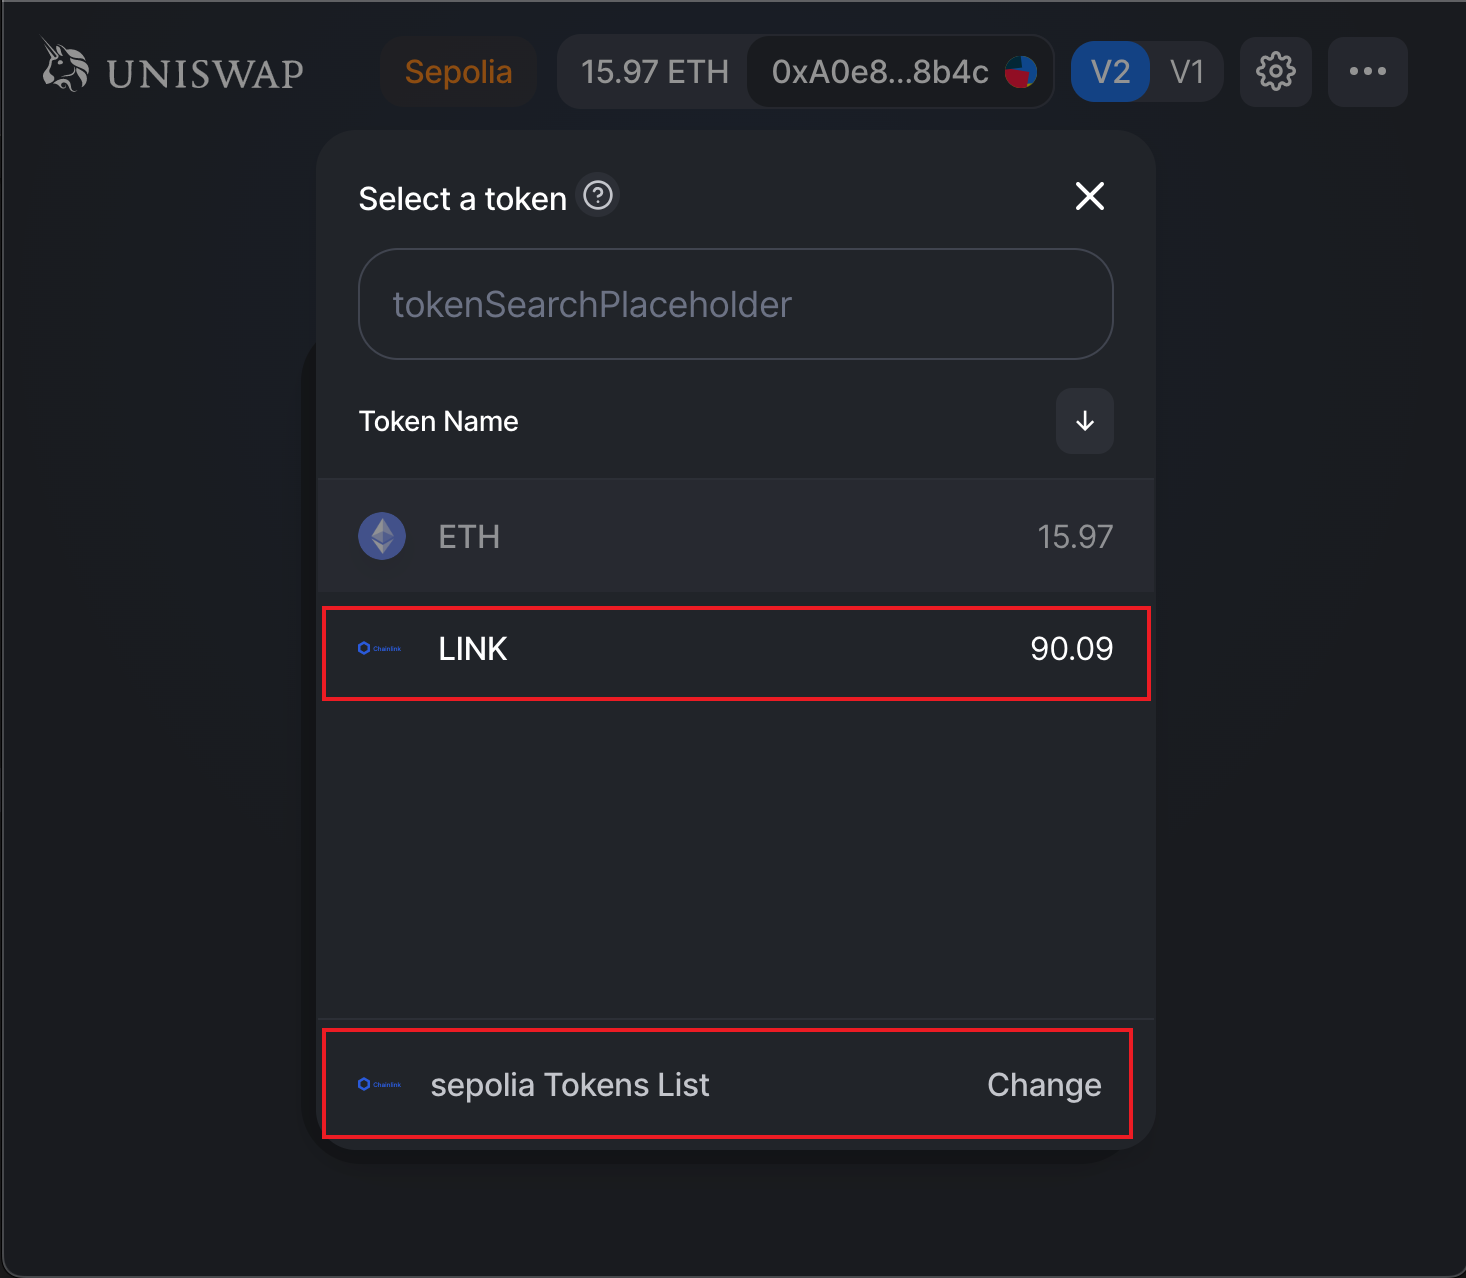 UNISWAP
Sepolia
15.97 ETH
0xA0e8...8b4c
V2
V1
Select a token
?
tokenSearchPlaceholder
Token Name
ETH
15.97
Chainlink
LINK
90.09
Chainlink
sepolia Tokens List
Change